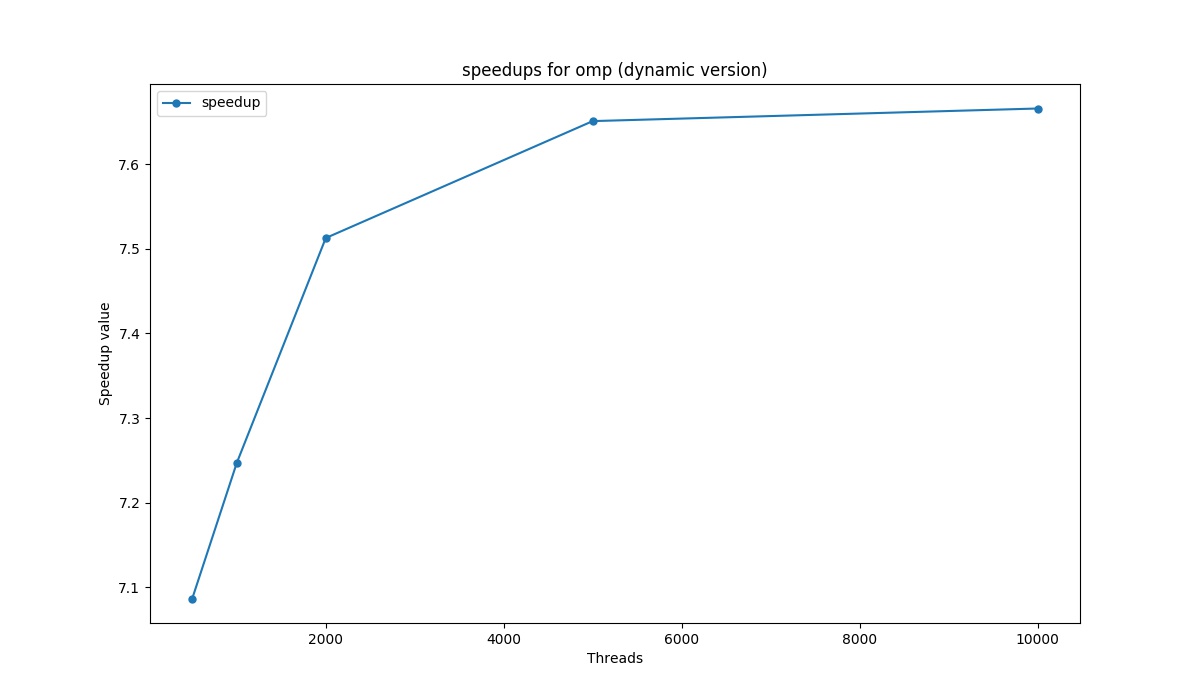 speedups for omp (dynamic version)
speedup
7.6
7.5
7.4
7.3
7.2
7.1
Speedup value
2000 4000 6000 8000 10000
Threads